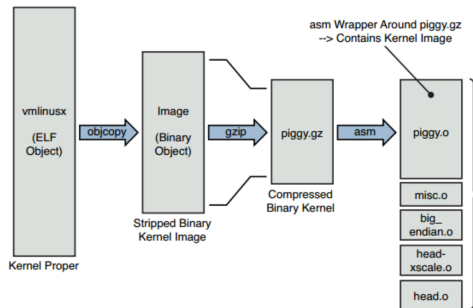 asm Wrapper Around piggy.gz
--> Contains Kernel Image
vmlinusx
(ELF
Object)
objcopy
Image
(Binary
Object)
gzip
piggy.gz
asm
piggy.o
misc.o
big_
endian.o
head-
xscale.o
head.o
Compressed
Binary Kernel
Stripped Binary
Kernel Image
Kernel Proper